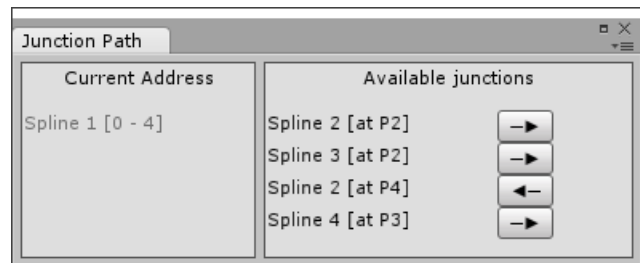 Junction Path
Current Address
Spline 1 [0 - 4]
Available junctions
Spline 2 [at P2]
Spline 3 [at P2]
Spline 2 [at P4]
Spline 4 [at P3]